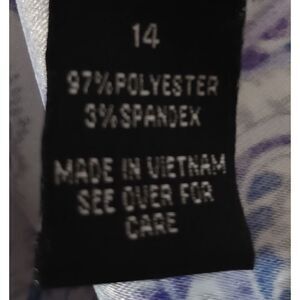 14
97% POLYESTER
3% SPANDEX
MADE IN VIETNAM
SEE OVER FOR
CARE